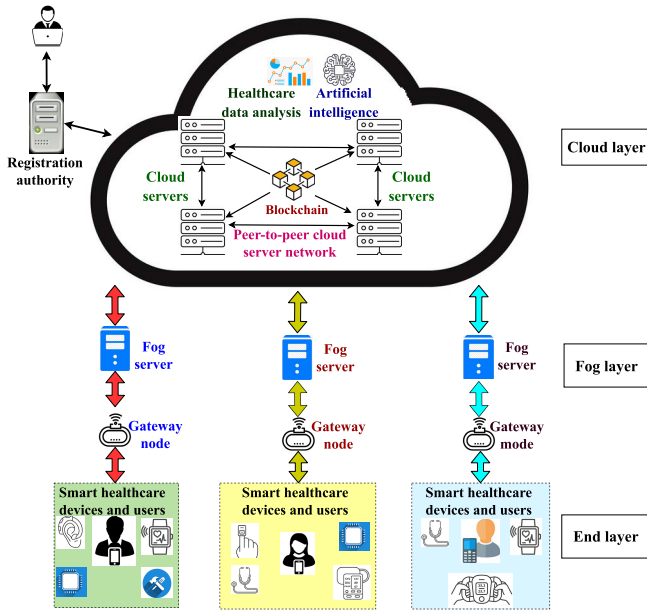 Healthcare
data analysis
Artificial
intelligence
Registration
authority
Cloud
servers
Cloud
servers
Blockchain
Peer-to-peer cloud
server network
Cloud layer
Fog
server
Fog
server
Fog
server
Fog layer
Gateway
node
Gateway
node
Gateway
mode
Smart healthcare
devices and users
Smart healthcare
devices and users
Smart healthcare
devices and users
End layer